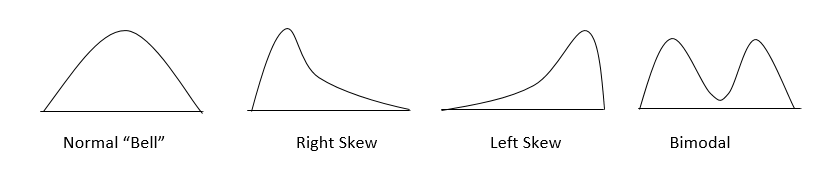 Normal “Bell”
Right Skew
Left Skew
Bimodal